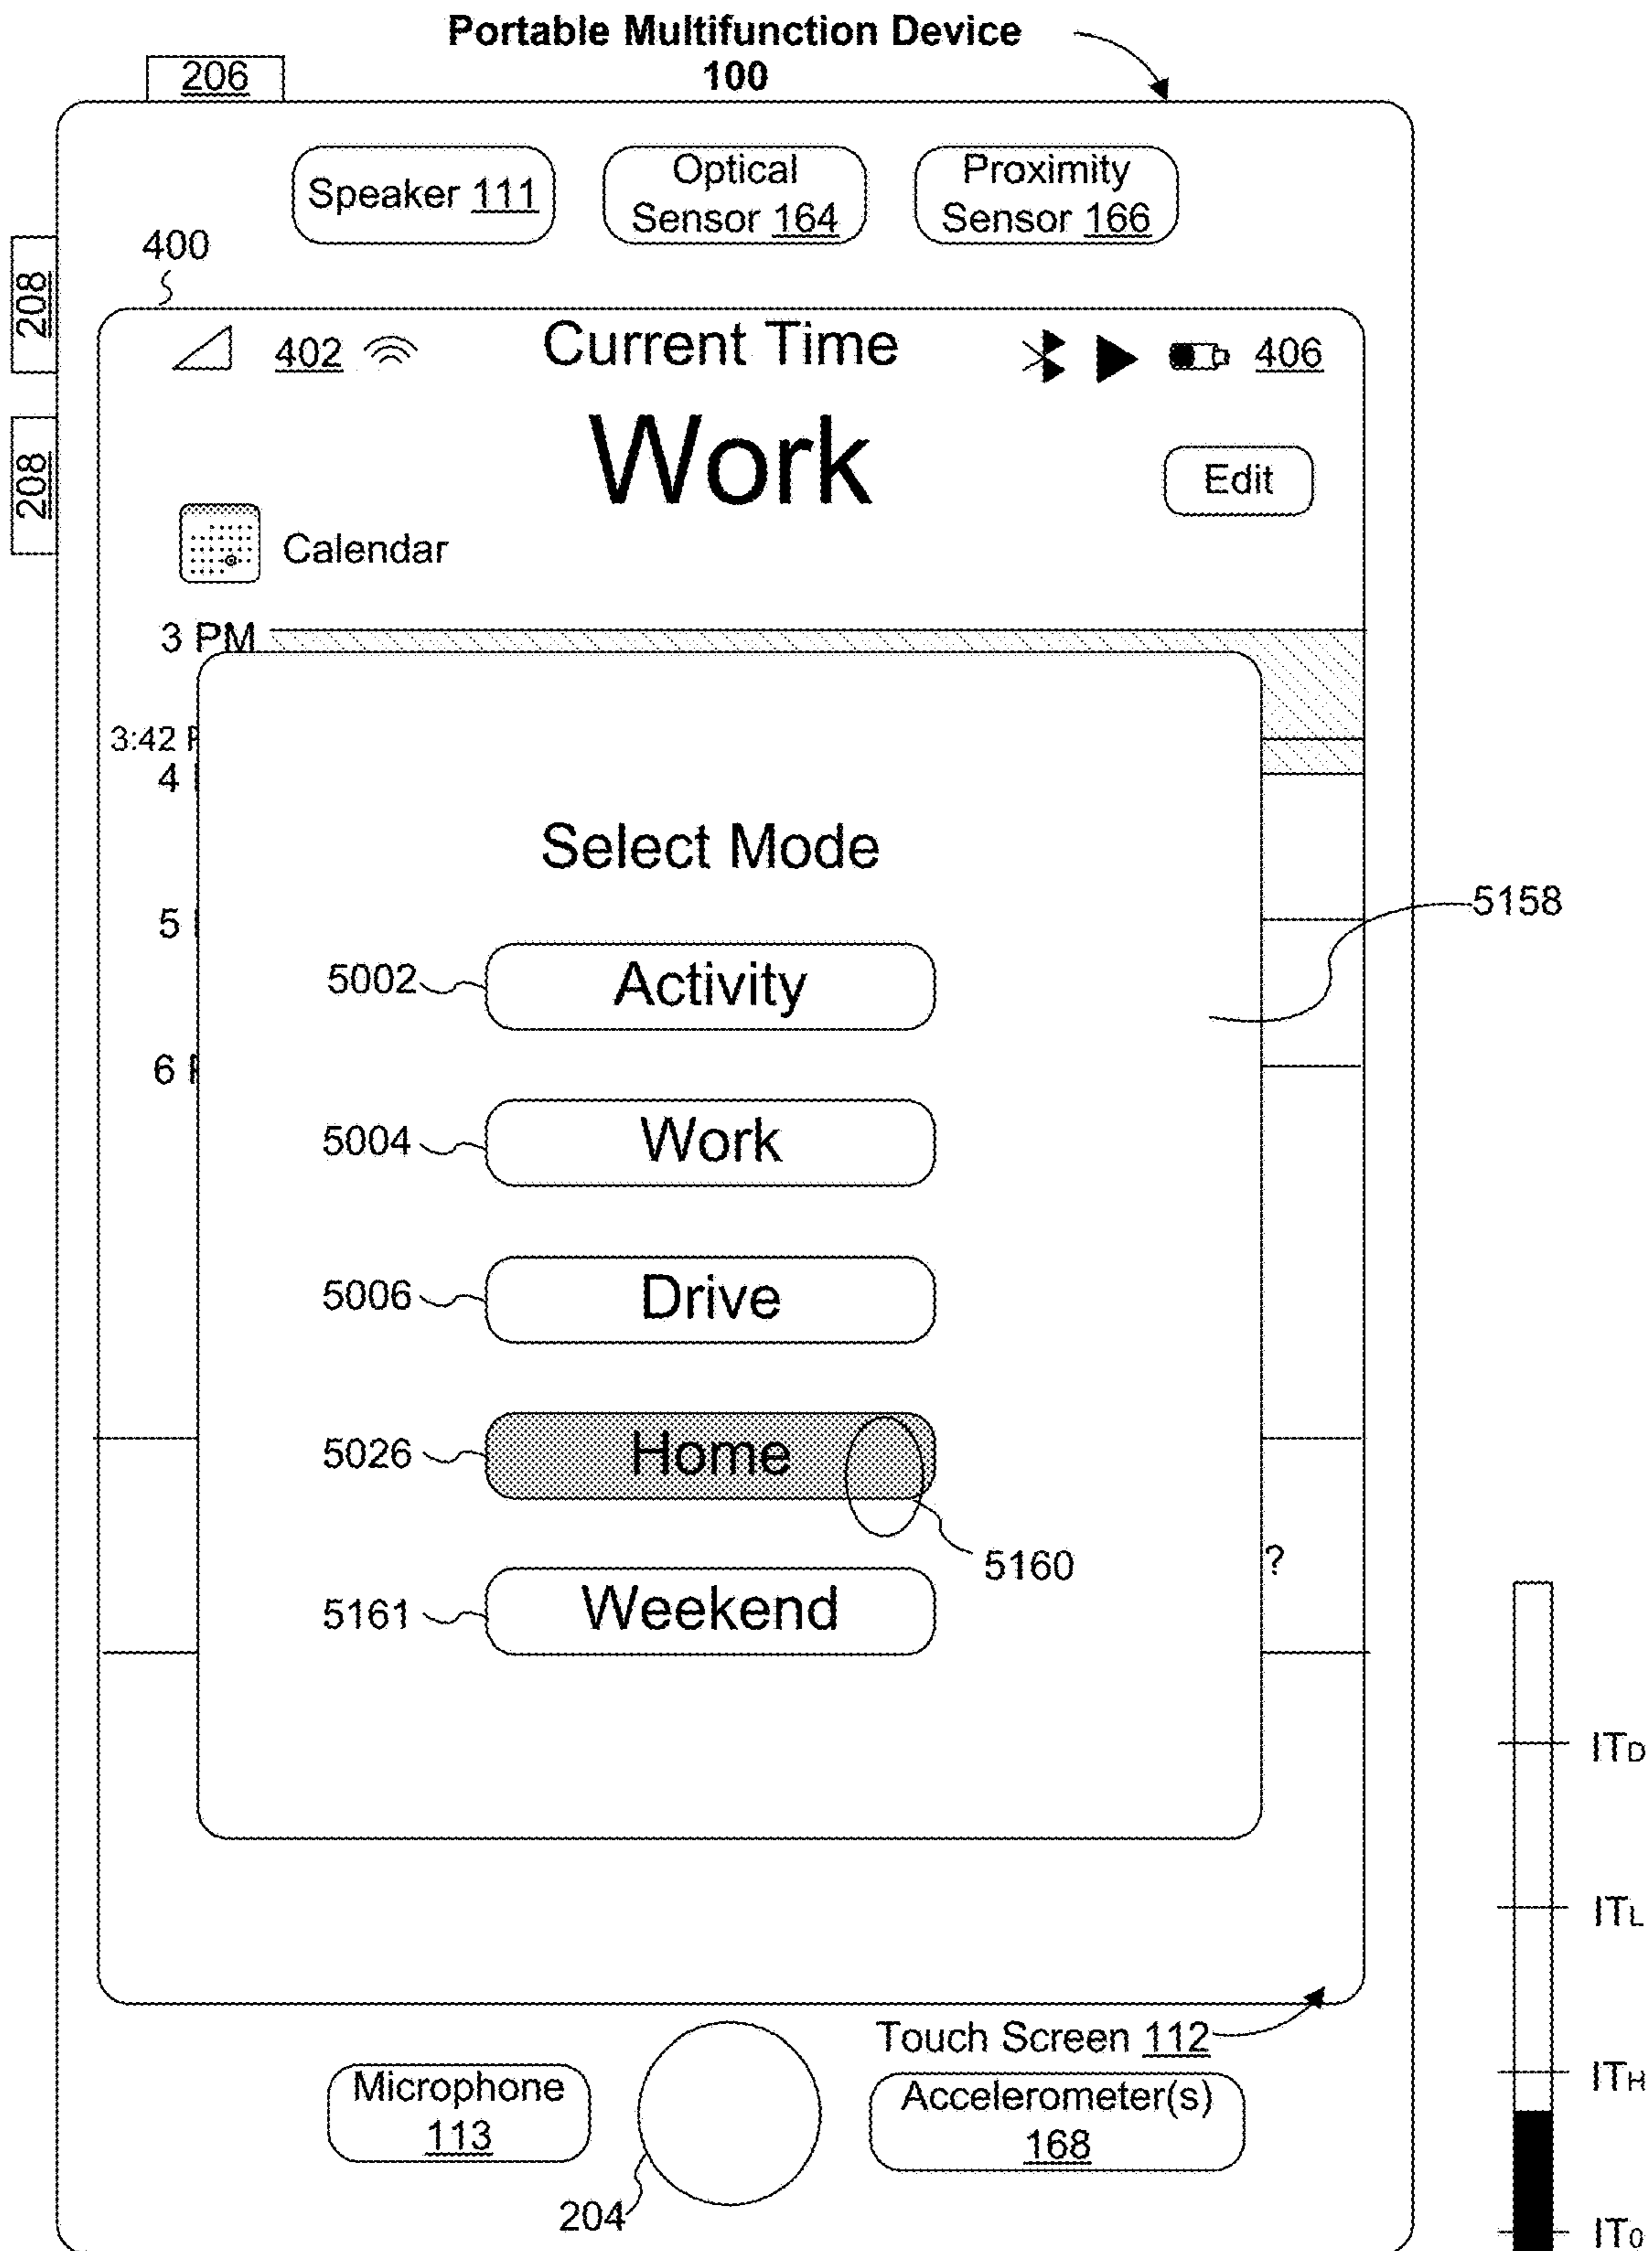 Portable Multifunction Device
100
206
Speaker 111
Optical
Sensor 164
Proximity
Sensor 166
208
400
402
Current Time
406
Work
Edit
208
Calendar
3 PM
3:42 P
4
Select Mode
5158
5
5002
Activity
6 P
5004
Work
5006
Drive
5026
Home
5160
?
5161
Weekend
ITD
ITL
Touch Screen 112
ITH
Microphone
113
Accelerometer(s)
168
204
IT0